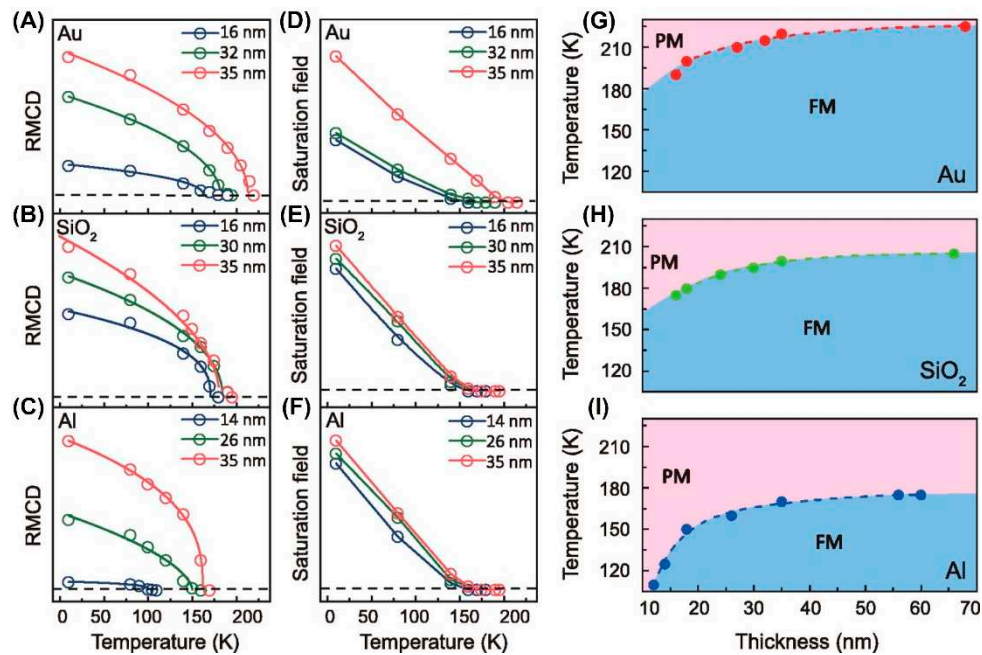 (A)
Au
16 nm
32 nm
35 nm
RMCD
(B)
SiO2
16 nm
30 nm
35 nm
RMCD
(C)
Al
14 nm
26 nm
35 nm
RMCD
0 50 100 150 200
Temperature (K)
(D)
Au
16 nm
32 nm
35 nm
Saturation field
(E)
SiO2
16 nm
30 nm
35 nm
Saturation field
(F)
Al
14 nm
26 nm
35 nm
Saturation field
0 50 100 150 200
Temperature (K)
(G)
Temperature (K)
210
180
150
120
PM
FM
Au
(H)
Temperature (K)
210
180
150
120
PM
FM
SiO2
(I)
Temperature (K)
210
180
150
120
PM
FM
Al
10 20 30 40 50 60 70
Thickness (nm)